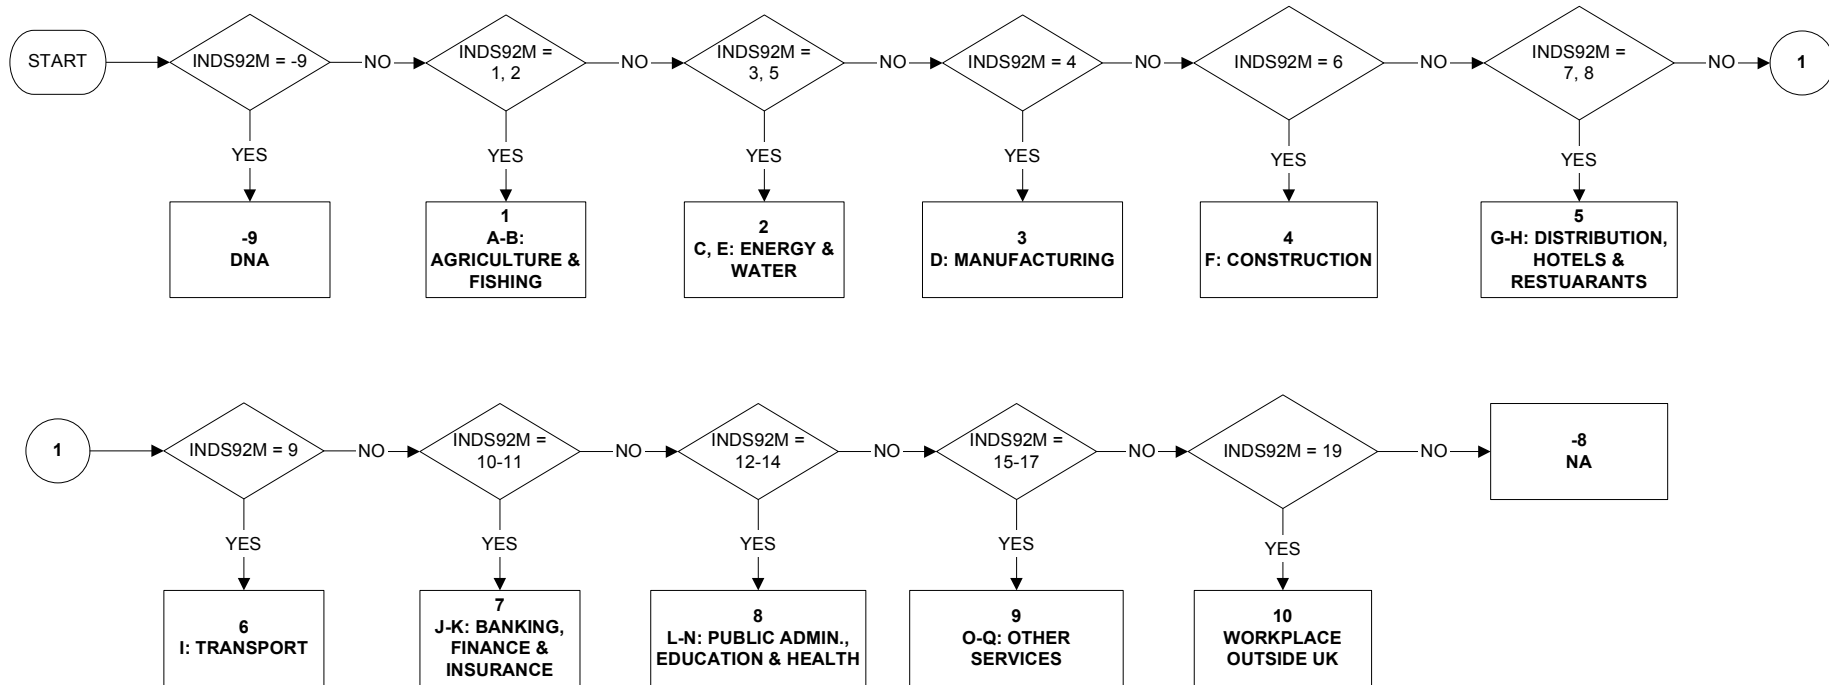 START
INDS92M = -9
NO
INDS92M =
1, 2
NO
INDS92M =
3, 5
NO
INDS92M = 4
NO
INDS92M = 6
NO
INDS92M =
7, 8
NO
1
YES
YES
YES
YES
YES
YES
-9
DNA
1
A-B:
AGRICULTURE &
FISHING
2
C, E: ENERGY &
WATER
3
D: MANUFACTURING
4
F: CONSTRUCTION
5
G-H: DISTRIBUTION,
HOTELS &
RESTUARANTS
1
INDS92M = 9
NO
INDS92M =
10-11
NO
INDS92M =
12-14
NO
INDS92M =
15-17
NO
INDS92M = 19
NO
-8
NA
YES
YES
YES
YES
YES
6
I: TRANSPORT
7
J-K: BANKING,
FINANCE &
INSURANCE
8
L-N: PUBLIC ADMIN.,
EDUCATION & HEALTH
9
O-Q: OTHER
SERVICES
10
WORKPLACE
OUTSIDE UK